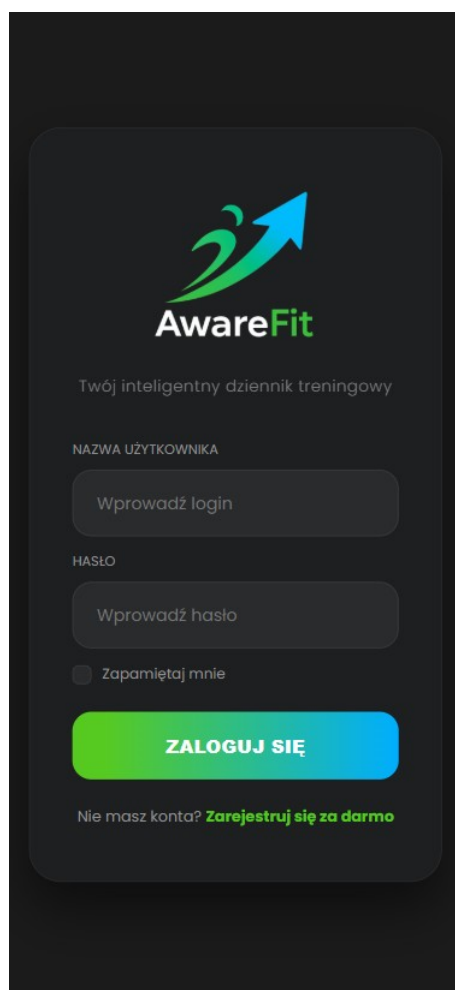 AwareFit
Twój inteligentny dziennik treningowy
NAZWA UŻYTKOWNIKA
Wprowadź login
HASŁO
Wprowadź hasło
Zapamiętaj mnie
ZALOGUJ SIĘ
Nie masz konta? Zarejestruj się za darmo